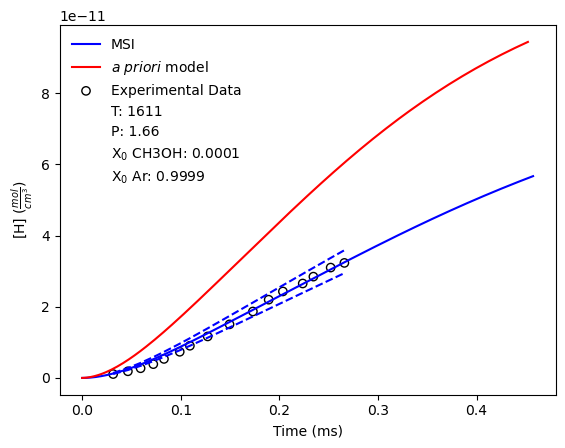 1e−11
MSI
a priori model
Experimental Data
T: 1611
P: 1.66
X₀ CH3OH: 0.0001
X₀ Ar: 0.9999
[H] (mol/cm³)
8
6
4
2
0
0.0 0.1 0.2 0.3 0.4
Time (ms)